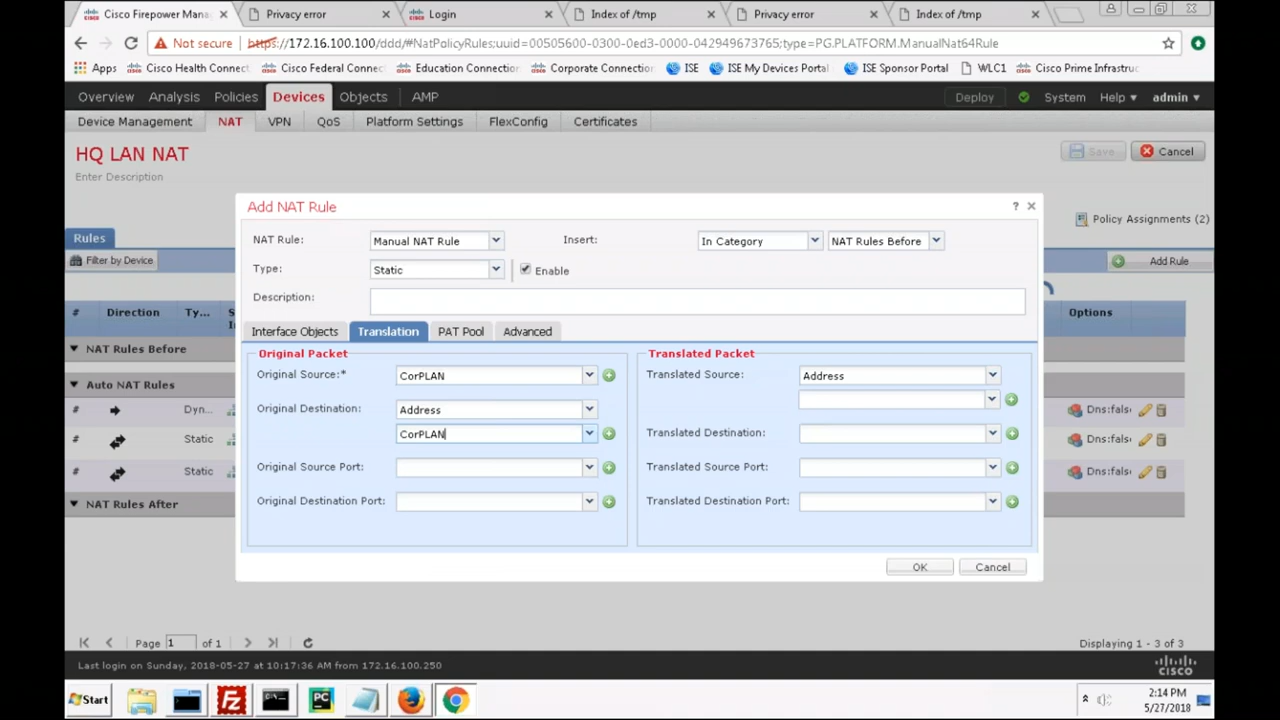 Cisco Firepower Mana
Privacy error
Login
Index of /tmp
Privacy error
Index of /tmp
Not secure https://172.16.100.100/ddd/#NatPolicyRules;uuid=00505600-0300-0ed3-0000-042949673765;type=PG.PLATFORM.ManualNat64Rule
Apps Cisco Health Connect Cisco Federal Connec Education Connection Corporate Connection ISE ISE My Devices Portal ISE Sponsor Portal WLC1 Cisco Prime Infrastruc
Overview Analysis Policies Devices Objects AMP Deploy System Help admin
Device Management NAT VPN QoS Platform Settings FlexConfig Certificates
HQ LAN NAT
Save Cancel
Enter Description
Add NAT Rule ?
Policy Assignments (2)
Rules
NAT Rule: Manual NAT Rule Insert: In Category NAT Rules Before
Filter by Device
Add Rule
Type: Static Enable
Description:
# Direction Ty... S
I
Options
Interface Objects Translation PAT Pool Advanced
NAT Rules Before
Original Packet
Translated Packet
Original Source:* CorPLAN
Translated Source: Address
Auto NAT Rules
Original Destination: Address
# Dyn... Dns:fals
CorPLAN
Translated Destination:
# Static Dns:fals
Original Source Port:
Translated Source Port:
# Static Dns:fals
Original Destination Port:
Translated Destination Port:
NAT Rules After
OK Cancel
Page 1 of 1
Displaying 1 - 3 of 3
Last login on Sunday, 2018-05-27 at 10:17:36 AM from 172.16.100.250
CISCO
Start
PC
2:14 PM
5/27/2018